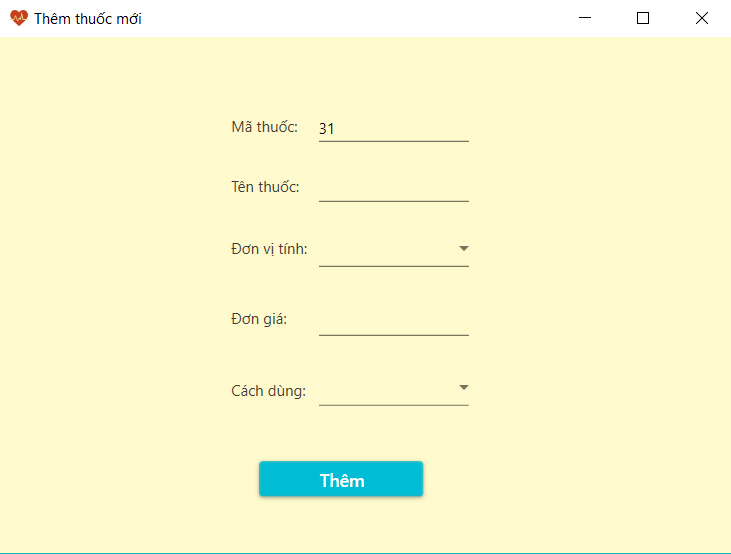 Thêm thuốc mới
Mã thuốc: 31
Tên thuốc:
Đơn vị tính:
Đơn giá:
Cách dùng:
Thêm